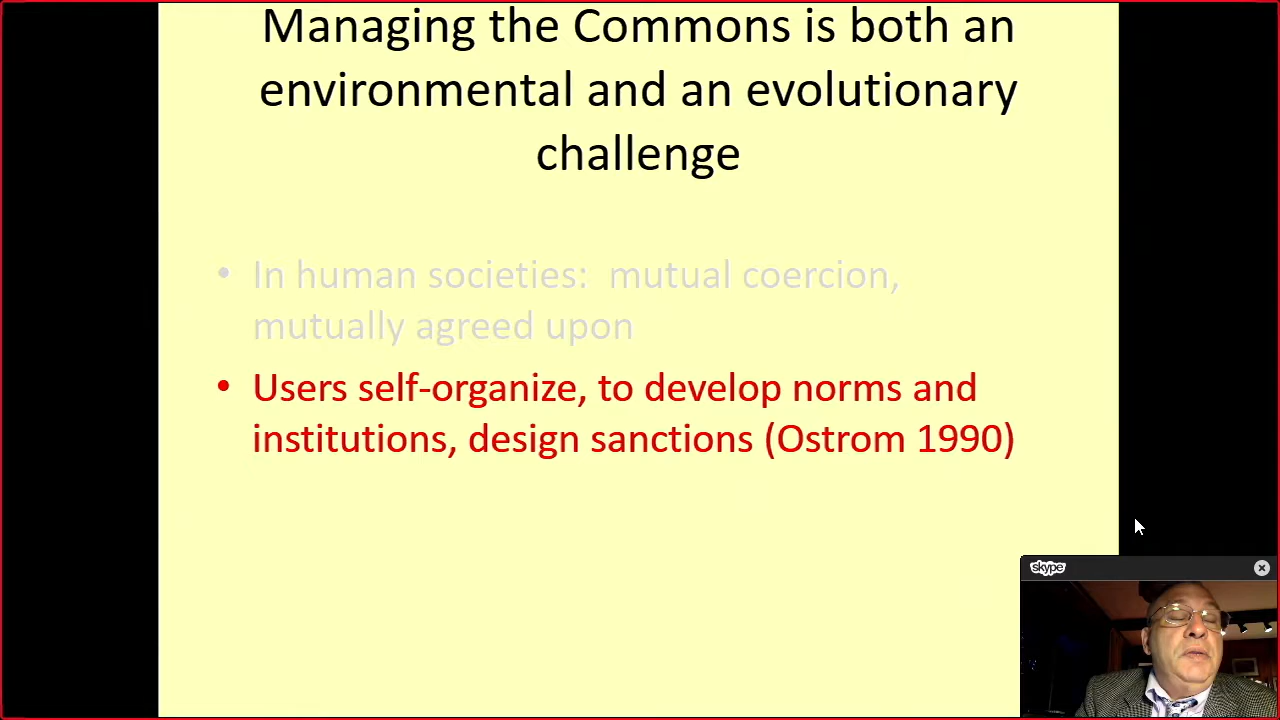 Managing the Commons is both an
environmental and an evolutionary
challenge
• In human societies:  mutual coercion,
mutually agreed upon
• Users self-organize, to develop norms and
institutions, design sanctions (Ostrom 1990)
skype